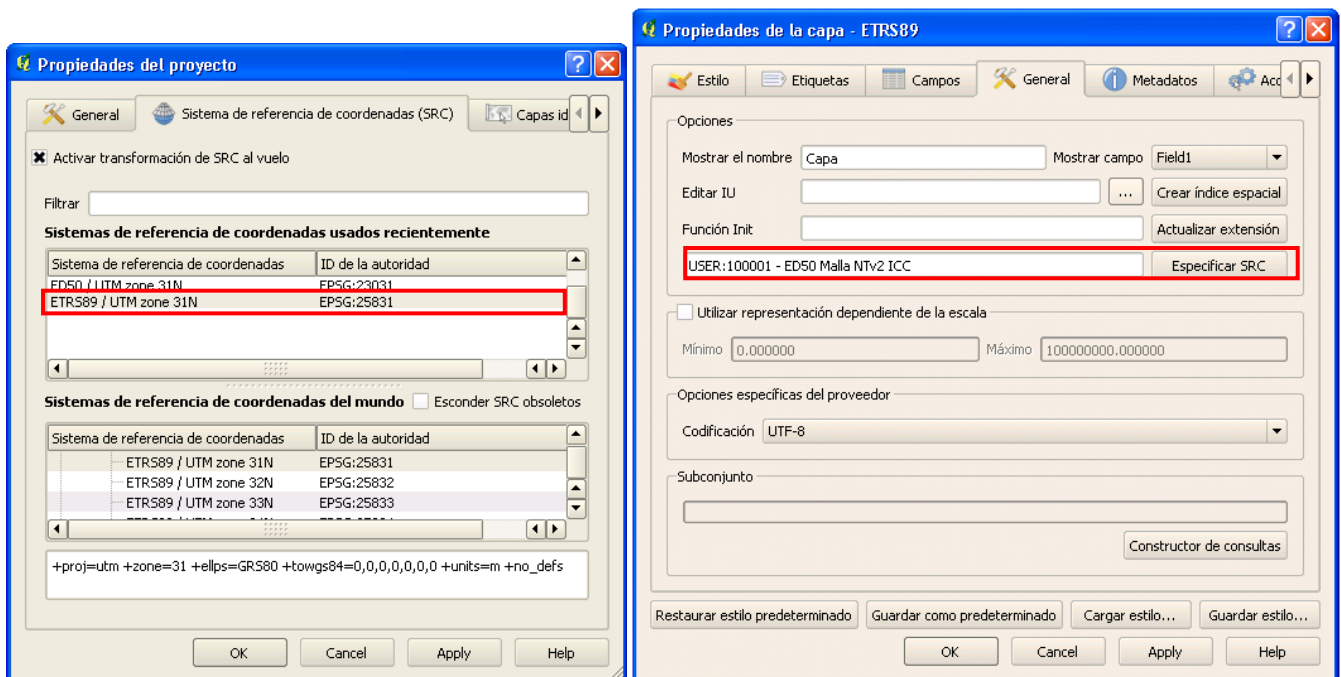 Propiedades del proyecto
General
Sistema de referencia de coordenadas (SRC)
Capas id
Activar transformación de SRC al vuelo
Filtrar
Sistemas de referencia de coordenadas usados recientemente
Sistema de referencia de coordenadas ID de la autoridad
ED50 / UTM zone 31N EPSG:23031
ETRS89 / UTM zone 31N EPSG:25831
Sistemas de referencia de coordenadas del mundo Esconder SRC obsoletos
Sistema de referencia de coordenadas ID de la autoridad
ETRS89 / UTM zone 31N EPSG:25831
ETRS89 / UTM zone 32N EPSG:25832
ETRS89 / UTM zone 33N EPSG:25833
+proj=utm +zone=31 +ellps=GRS80 +towgs84=0,0,0,0,0,0,0 +units=m +no_defs
OK Cancel Apply Help
Propiedades de la capa - ETRS89
Estilo Etiquetas Campos General Metadatos Acc
Opciones
Mostrar el nombre Capa Mostrar campo Field1
Editar IU ... Crear índice espacial
Función Init Actualizar extensión
USER:100001 - ED50 Malla NTv2 ICC Especificar SRC
Utilizar representación dependiente de la escala
Mínimo 0.000000 Máximo 100000000.000000
Opciones específicas del proveedor
Codificación UTF-8
Subconjunto
Constructor de consultas
Restaurar estilo predeterminado Guardar como predeterminado Cargar estilo... Guardar estilo...
OK Cancel Apply Help